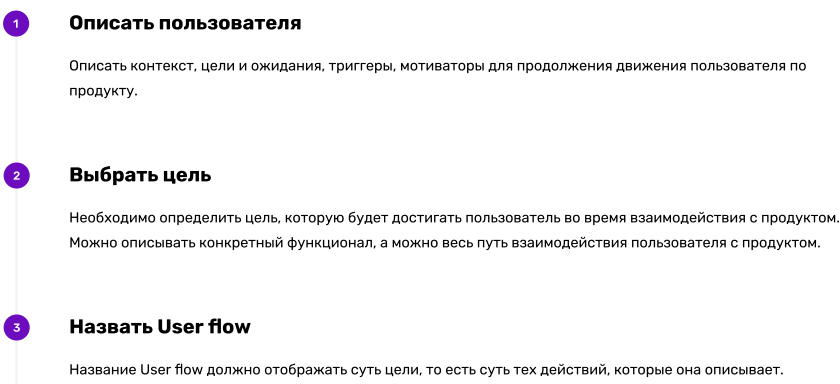 1
Описать пользователя
Описать контекст, цели и ожидания, триггеры, мотиваторы для продолжения движения пользователя по
продукту.
2
Выбрать цель
Необходимо определить цель, которую будет достигать пользователь во время взаимодействия с продуктом.
Можно описывать конкретный функционал, а можно весь путь взаимодействия пользователя с продуктом.
3
Назвать User flow
Название User flow должно отображать суть цели, то есть суть тех действий, которые она описывает.